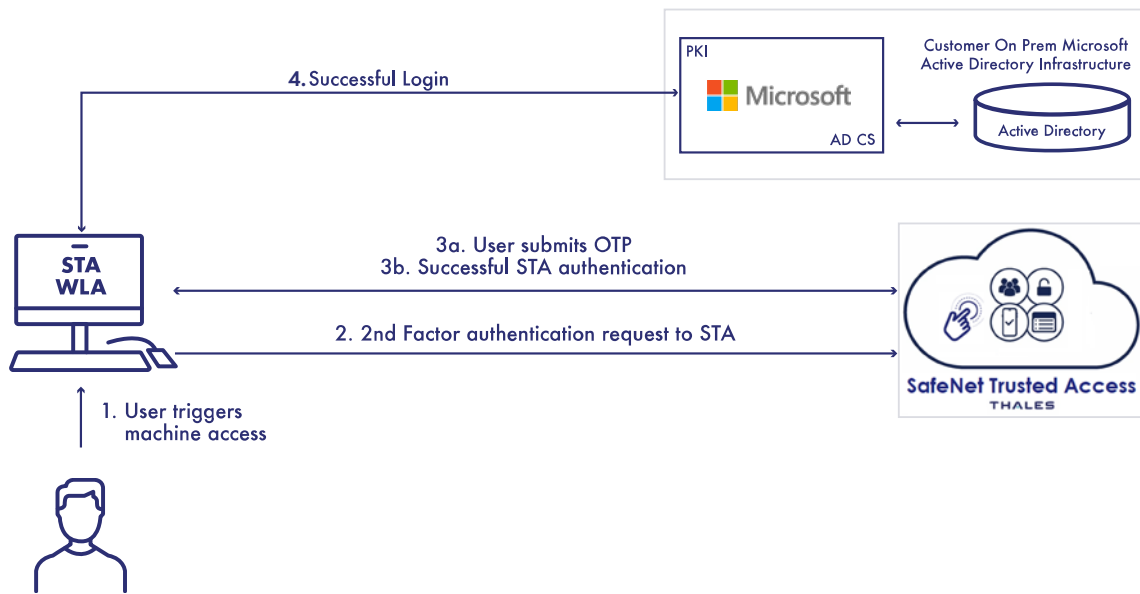 PKI
Microsoft
AD CS
Customer On Prem Microsoft
Active Directory Infrastructure
Active Directory
4. Successful Login
STA
WLA
3a. User submits OTP
3b. Successful STA authentication
2. 2nd Factor authentication request to STA
SafeNet Trusted Access
THALES
1. User triggers
machine access